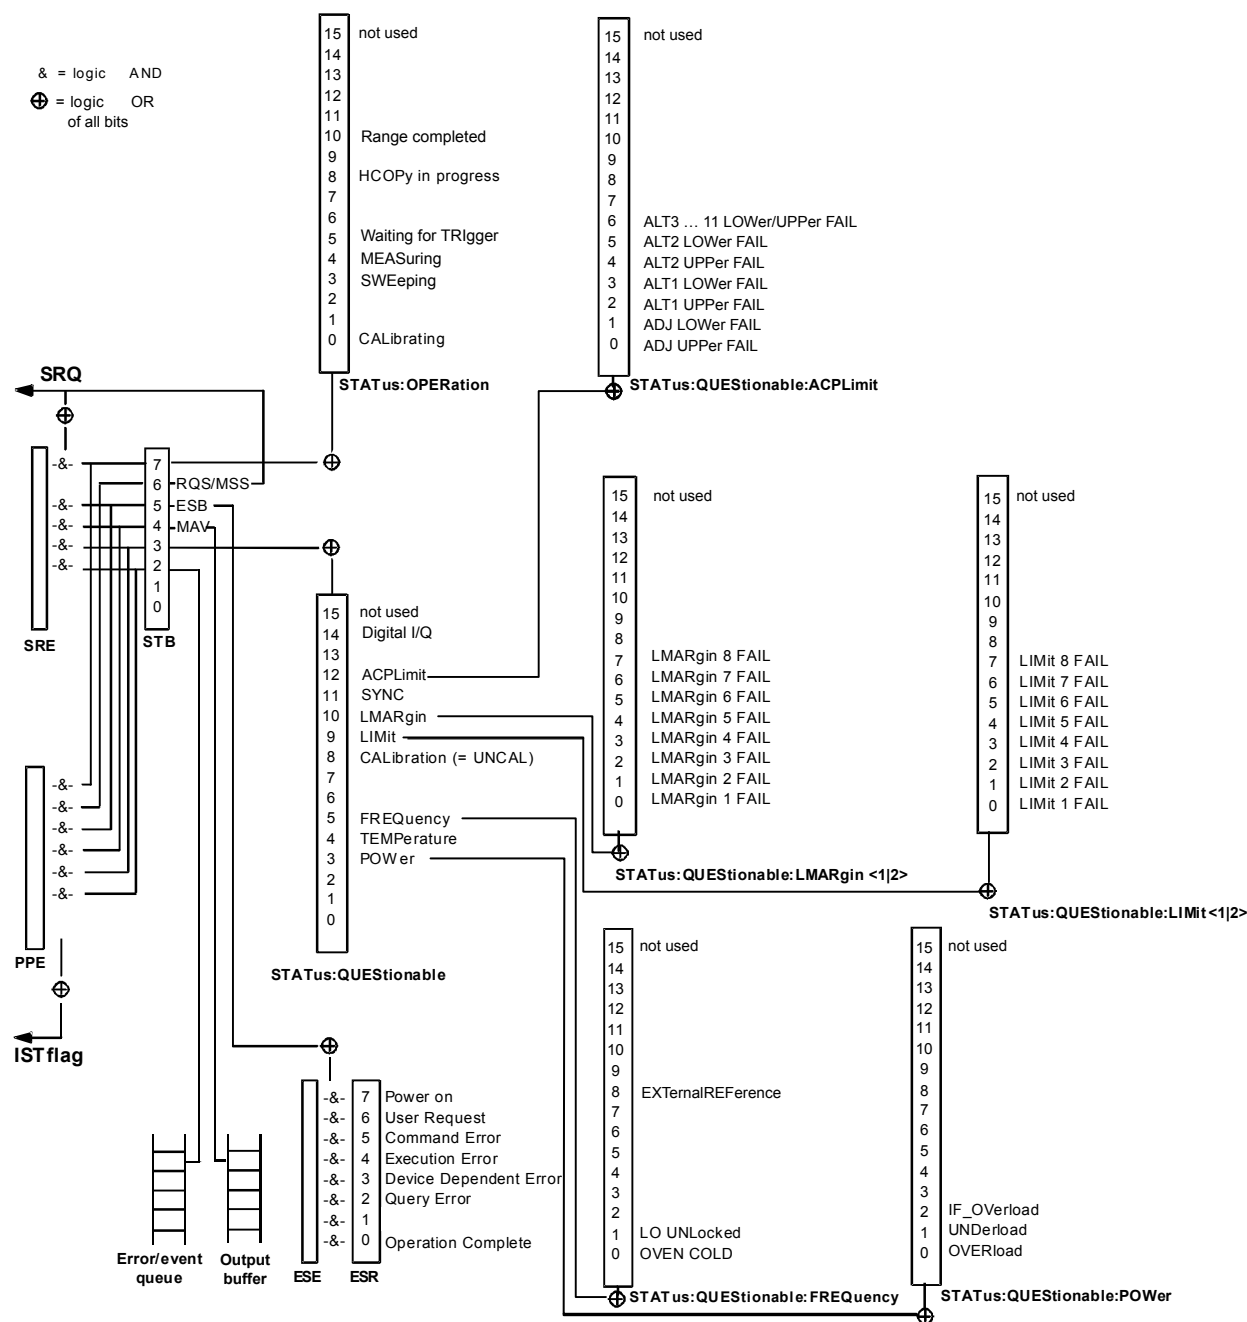 & = logic AND
⊕ = logic OR
of all bits
15 not used
14
13
12
11
10 Range completed
9
8 HCOPy in progress
7
6
5 Waiting for TRIgger
4 MEASuring
3 SWEeping
2
1
0 CALibrating
STATus:OPERation
15 not used
14
13
12
11
10
9
8
7
6 ALT3 ... 11 LOWer/UPPer FAIL
5 ALT2 LOWer FAIL
4 ALT2 UPPer FAIL
3 ALT1 LOWer FAIL
2 ALT1 UPPer FAIL
1 ADJ LOWer FAIL
0 ADJ UPPer FAIL
STATus:QUEStionable:ACPLimit
SRQ
-&- 7
6 RQS/MSS
-&- 5 ESB
-&- 4 MAV
-&- 3
-&- 2
1
0
SRE
STB
15 not used
14 Digital I/Q
13
12 ACPLimit
11 SYNC
10 LMARgin
9 LIMit
8 CALibration (= UNCAL)
7
6
5 FREQuency
4 TEMPerature
3 POWer
2
1
0
STATus:QUEStionable
15 not used
14
13
12
11
10
9
8
7 LMARgin 8 FAIL
6 LMARgin 7 FAIL
5 LMARgin 6 FAIL
4 LMARgin 5 FAIL
3 LMARgin 4 FAIL
2 LMARgin 3 FAIL
1 LMARgin 2 FAIL
0 LMARgin 1 FAIL
STATus:QUEStionable:LMARgin <1|2>
15 not used
14
13
12
11
10
9
8
7 LIMit 8 FAIL
6 LIMit 7 FAIL
5 LIMit 6 FAIL
4 LIMit 5 FAIL
3 LIMit 4 FAIL
2 LIMit 3 FAIL
1 LIMit 2 FAIL
0 LIMit 1 FAIL
STATus:QUEStionable:LIMit<1|2>
-&-
-&-
-&-
-&-
-&-
-&-
PPE
IST flag
-&- 7 Power on
-&- 6 User Request
-&- 5 Command Error
-&- 4 Execution Error
-&- 3 Device Dependent Error
-&- 2 Query Error
-&- 1
-&- 0 Operation Complete
ESE
ESR
Error/event
queue
Output
buffer
15 not used
14
13
12
11
10
9
8 EXTernalREFerence
7
6
5
4
3
2
1 LO UNLocked
0 OVEN COLD
STATus:QUEStionable:FREQuency
15 not used
14
13
12
11
10
9
8
7
6
5
4
3
2 IF_OVerload
1 UNDerload
0 OVERload
STATus:QUEStionable:POWer